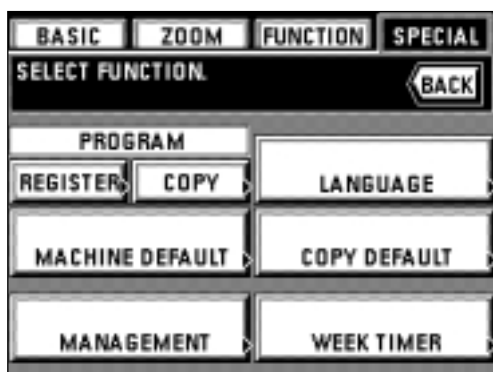 BASIC ZOOM FUNCTION SPECIAL
SELECT FUNCTION.
BACK
PROGRAM
REGISTER COPY
LANGUAGE
MACHINE DEFAULT COPY DEFAULT
MANAGEMENT WEEK TIMER